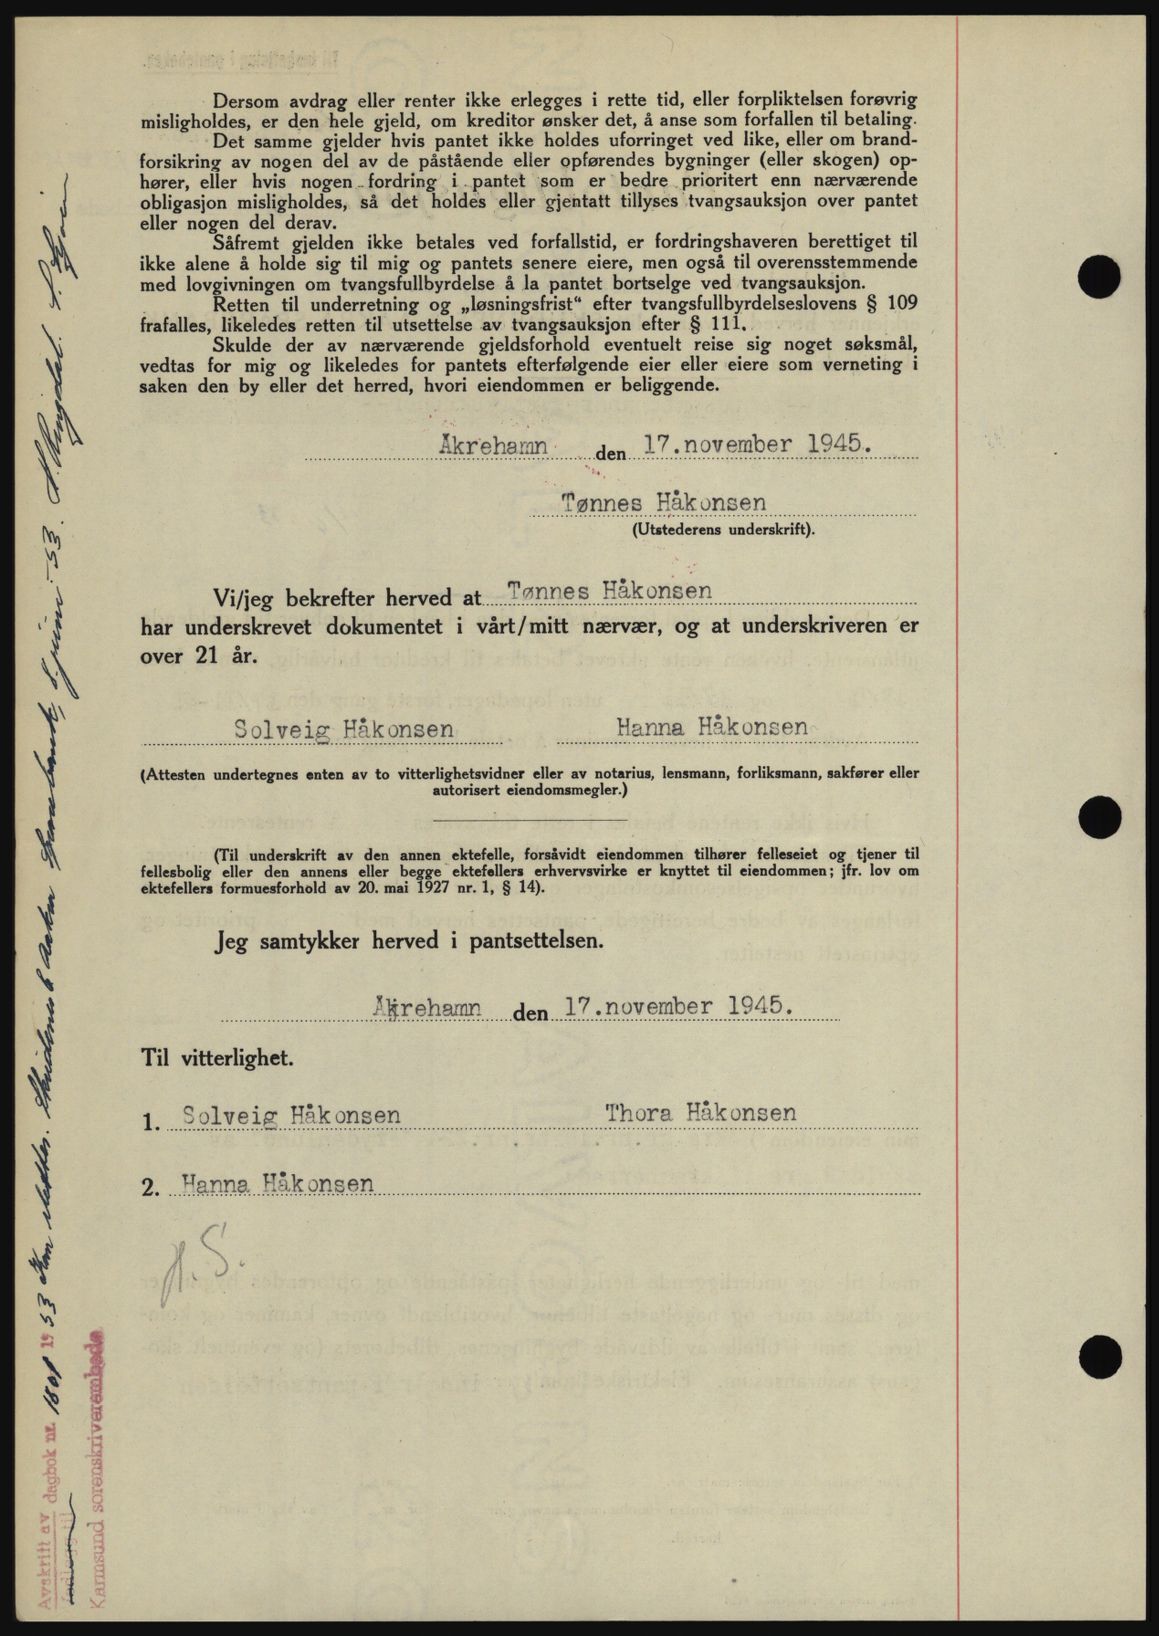 Dersom avdrag eller renter ikke erlegges i rette tid, eller forpliktelsen forøvrig
misligholdes, er den hele gjeld, om kreditor ønsker det, å anse som forfallen til betaling.
Det samme gjelder hvis pantet ikke holdes uforringet ved like, eller om brand-
forsikring av nogen del av de påstående eller opførendes bygninger (eller skogen) op-
hører, eller hvis nogen fordring i pantet som er bedre prioritert enn nærværende
obligasjon misligholdes, så det holdes eller gjentatt tillyses tvangsauksjon over pantet
eller nogen del derav.
Såfremt gjelden ikke betales ved forfallstid, er fordringshaveren berettiget til
ikke alene å holde sig til mig og pantets senere eiere, men også til overensstemmende
med lovgivningen om tvangsfullbyrdelse å la pantet bortselge ved tvangsauksjon.
Retten til underretning og „løsningsfrist“ efter tvangsfullbyrdelseslovens § 109
frafalles, likeledes retten til utsettelse av tvangsauksjon efter § 111.
Skulde der av nærværende gjeldsforhold eventuelt reise sig noget søksmål,
vedtas for mig og likeledes for pantets efterfølgende eier eller eiere som verneting i
saken den by eller det herred, hvori eiendommen er beliggende.
Åkrehamn den 17.november 1945.
Tønnes Håkonsen
(Utstederens underskrift).
Vi/jeg bekrefter herved at Tønnes Håkonsen
har underskrevet dokumentet i vårt/mitt nærvær, og at underskriveren er
over 21 år.
Solveig Håkonsen Hanna Håkonsen
(Attesten undertegnes enten av to vitterlighetsvidner eller av notarius, lensmann, forliksmann, sakfører eller
autorisert eiendomsmegler.)
(Til underskrift av den annen ektefelle, forsåvidt eiendommen tilhører felleseiet og tjener til
fellesbolig eller den annens eller begge ektefellers erhvervsvirke er knyttet til eiendommen; jfr. lov om
ektefellers formuesforhold av 20. mai 1927 nr. 1, § 14).
Jeg samtykker herved i pantsettelsen.
Åkrehamn den 17.november 1945.
Til vitterlighet.
1. Solveig Håkonsen Thora Håkonsen
2. Hanna Håkonsen
H. S.
Avskrift av dagbok nr. 1801 1953 Kan slettes. Skudenes & Aakra Sparebank, 8. juni -53.
Karmsund sorenskriverembede